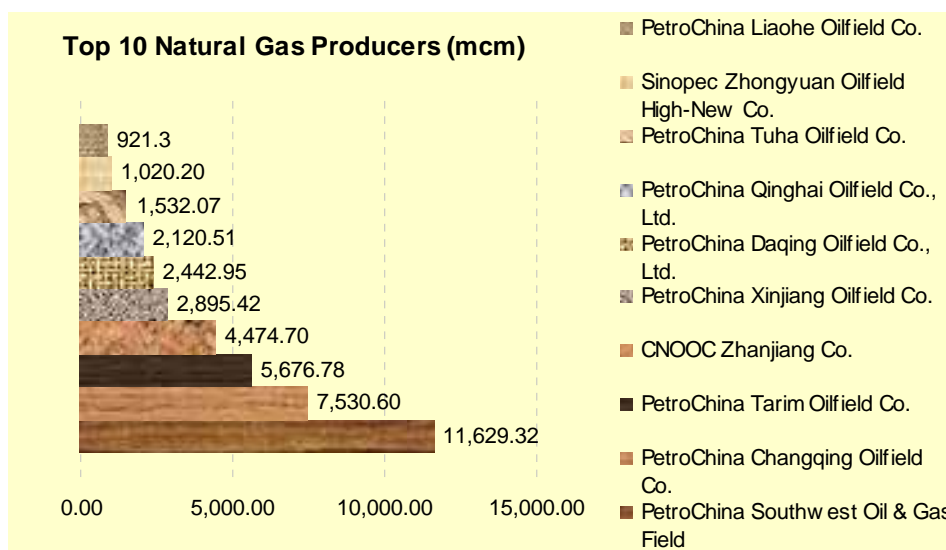 Top 10 Natural Gas Producers (mcm)
921.3
1,020.20
1,532.07
2,120.51
2,442.95
2,895.42
4,474.70
5,676.78
7,530.60
11,629.32
0.00 5,000.00 10,000.00 15,000.00
PetroChina Liaohe Oilfield Co.
Sinopec Zhongyuan Oilfield
High-New Co.
PetroChina Tuha Oilfield Co.
PetroChina Qinghai Oilfield Co.,
Ltd.
PetroChina Daqing Oilfield Co.,
Ltd.
PetroChina Xinjiang Oilfield Co.
CNOOC Zhanjiang Co.
PetroChina Tarim Oilfield Co.
PetroChina Changqing Oilfield
Co.
PetroChina Southwest Oil & Gas
Field